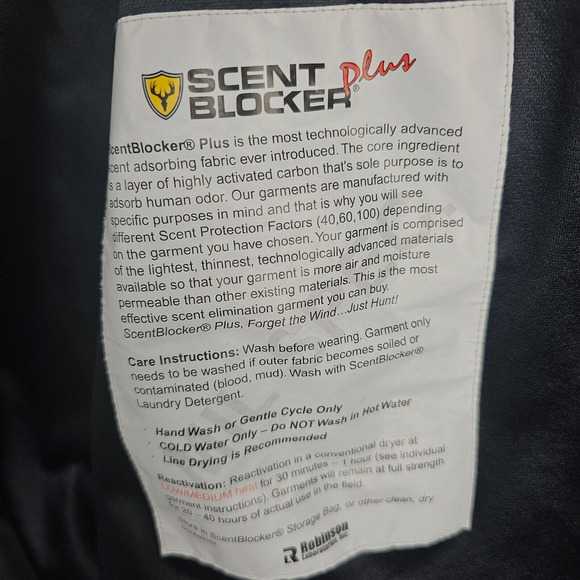 SCENT Plus
BLOCKER®
ScentBlocker® Plus is the most technologically advanced
scent adsorbing fabric ever introduced. The core ingredient
is a layer of highly activated carbon that's sole purpose is to
adsorb human odor. Our garments are manufactured with
specific purposes in mind and that is why you will see
different Scent Protection Factors (40,60,100) depending
on the garment you have chosen. Your garment is comprised
of the lightest, thinnest, technologically advanced materials
available so that your garment is more air and moisture
permeable than other existing materials. This is the most
effective scent elimination garment you can buy.
ScentBlocker® Plus, Forget the Wind...Just Hunt!
Care Instructions: Wash before wearing. Garment only
needs to be washed if outer fabric becomes soiled or
contaminated (blood, mud). Wash with ScentBlocker®
Laundry Detergent.
· Hand Wash or Gentle Cycle Only
· COLD Water Only – Do NOT Wash in Hot Water
· Line Drying is Recommended
Reactivation: Reactivation in a conventional dryer at
LOW/MEDIUM heat for 30 minutes – 1 hour (see individual
garment instructions). Garments will remain at full strength
for 20 – 40 hours of actual use in the field.
Store in ScentBlocker® Storage Bag, or other clean, dry
container.
R Robinson
Laboratories, Inc.